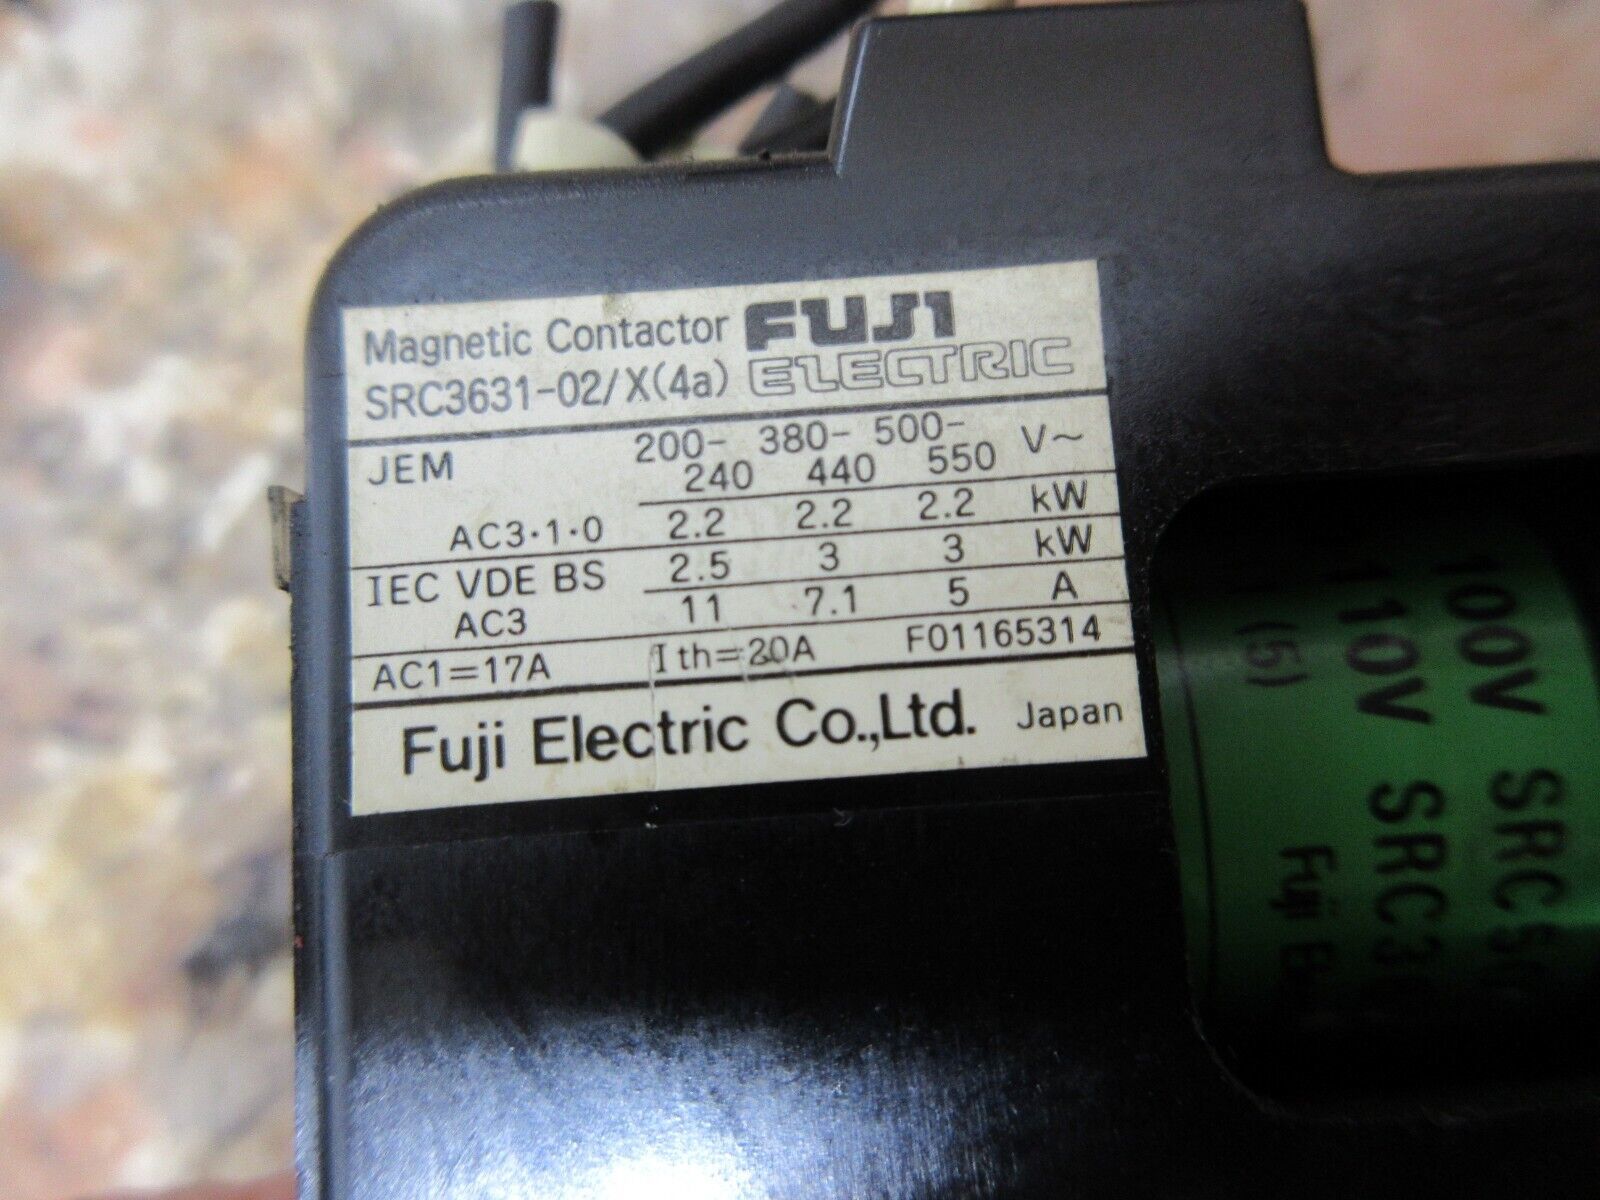 Magnetic Contactor FUJI
SRC3631-02/X(4a) ELECTRIC
JEM 200- 380- 500- V~
240 440 550
AC3·1·0 2.2 2.2 2.2 kW
IEC VDE BS 2.5 3 3 kW
AC3 11 7.1 5 A
AC1=17A Ith=20A F01165314
Fuji Electric Co.,Ltd. Japan
100V SRC
110V SRC3
(5)
Fuji